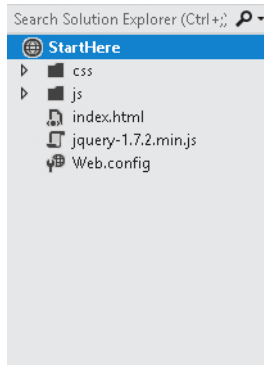 Search Solution Explorer (Ctrl+;)
StartHere
css
js
index.html
jquery-1.7.2.min.js
Web.config